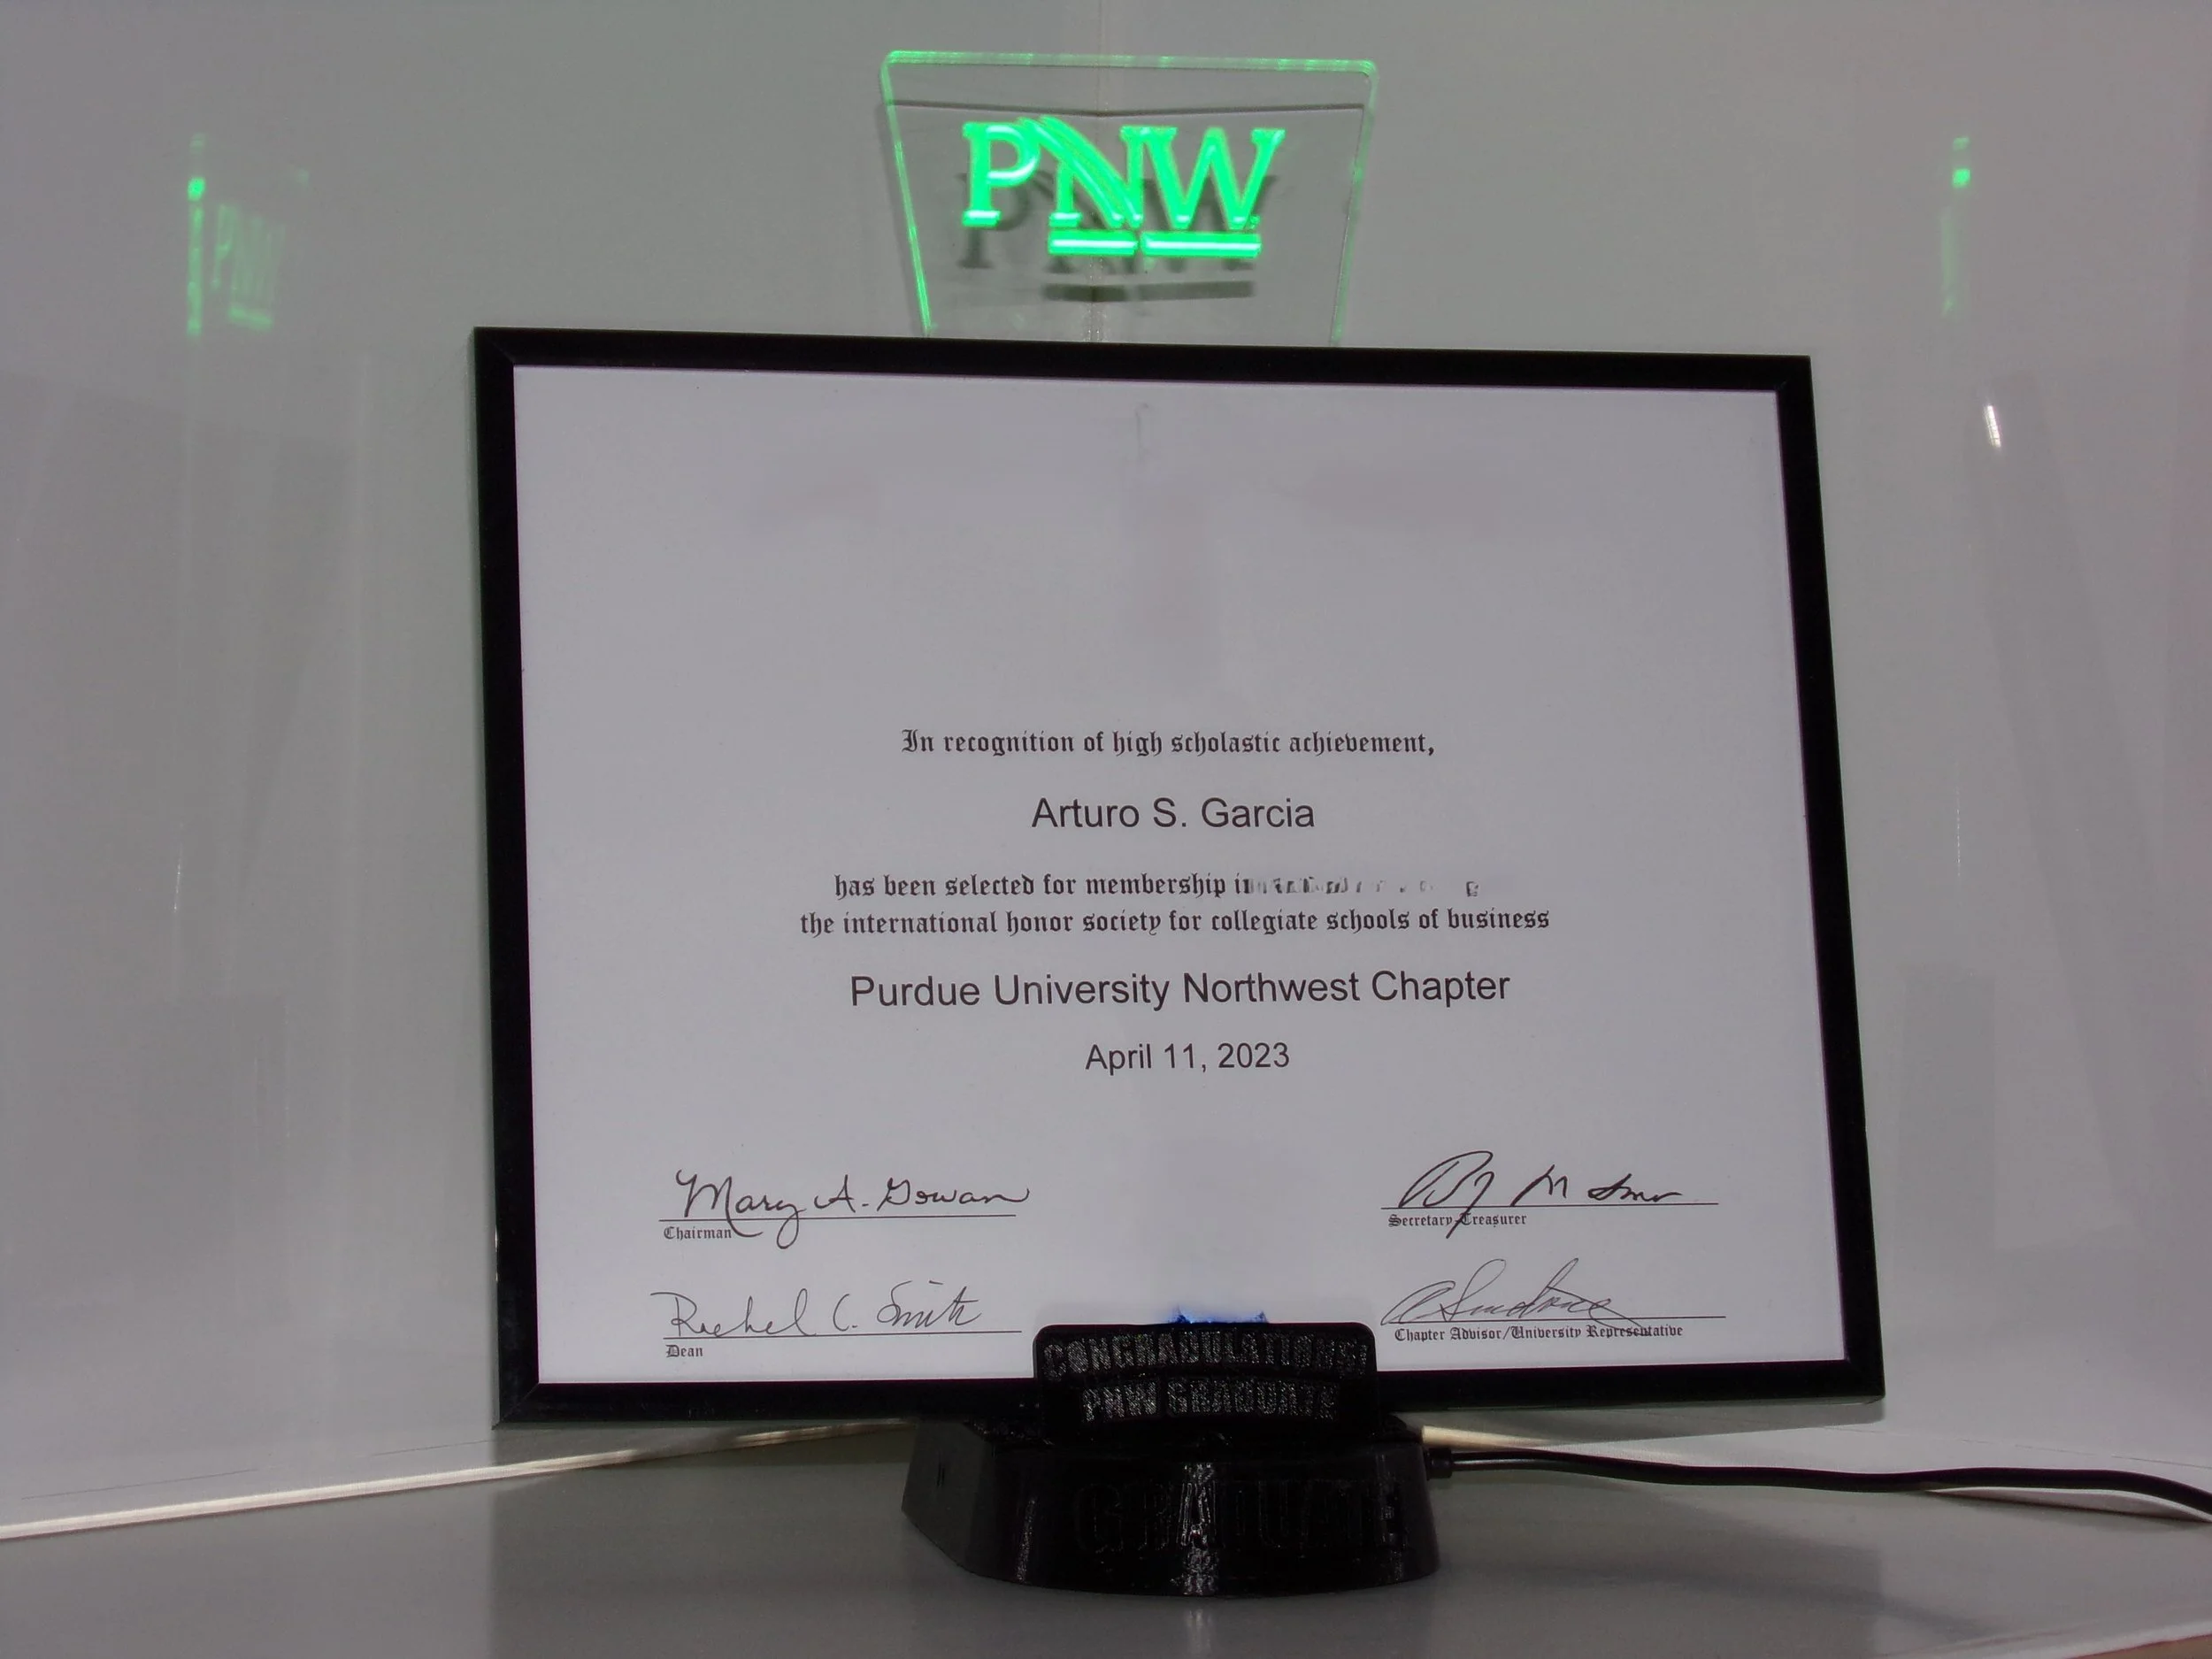 PNW
In recognition of high scholastic achievement,
Arturo S. Garcia
has been selected for membership in
the international honor society for collegiate schools of business
Purdue University Northwest Chapter
April 11, 2023
Mary A. Gowan
Chairman
Secretary-Treasurer
Rachel C. Smith
Dean
Chapter Advisor/University Representative
CONGRADULATIONS!
PNW GRADUATE
GRADUATE